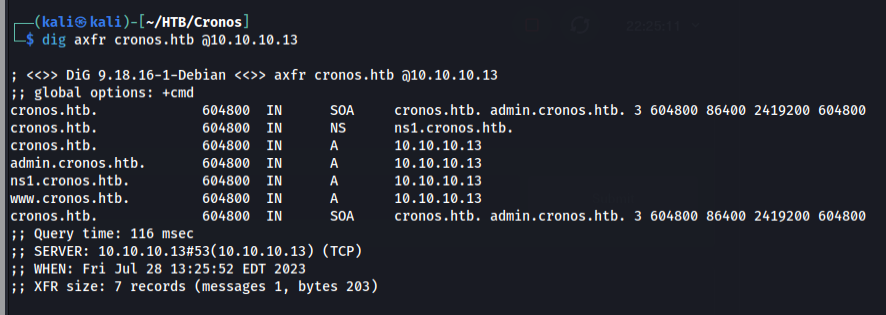 (kali㉿kali)-[~/HTB/Cronos]
$ dig axfr cronos.htb @10.10.10.13
; <<>> DiG 9.18.16-1-Debian <<>> axfr cronos.htb @10.10.10.13
;; global options: +cmd
cronos.htb. 604800 IN SOA cronos.htb. admin.cronos.htb. 3 604800 86400 2419200 604800
cronos.htb. 604800 IN NS ns1.cronos.htb.
cronos.htb. 604800 IN A 10.10.10.13
admin.cronos.htb. 604800 IN A 10.10.10.13
ns1.cronos.htb. 604800 IN A 10.10.10.13
www.cronos.htb. 604800 IN A 10.10.10.13
cronos.htb. 604800 IN SOA cronos.htb. admin.cronos.htb. 3 604800 86400 2419200 604800
;; Query time: 116 msec
;; SERVER: 10.10.10.13#53(10.10.10.13) (TCP)
;; WHEN: Fri Jul 28 13:25:52 EDT 2023
;; XFR size: 7 records (messages 1, bytes 203)